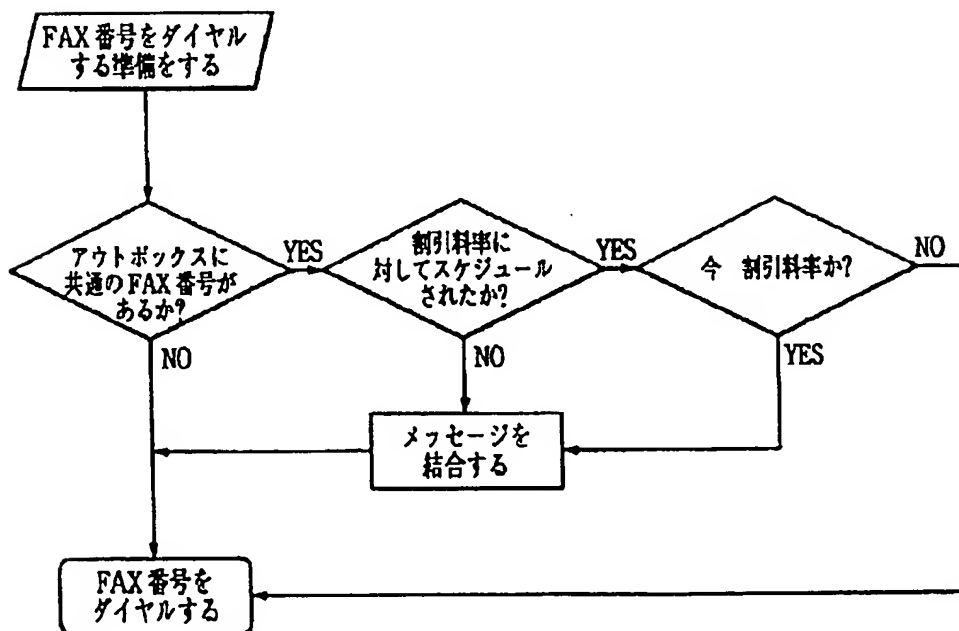 FAX番号をダイヤル
する準備をする
アウトボックスに
共通のFAX番号が
あるか?
YES
割引料率に
対してスケジュール
されたか?
YES
今 割引料率か?
NO
NO
NO
YES
メッセージを
結合する
FAX番号を
ダイヤルする